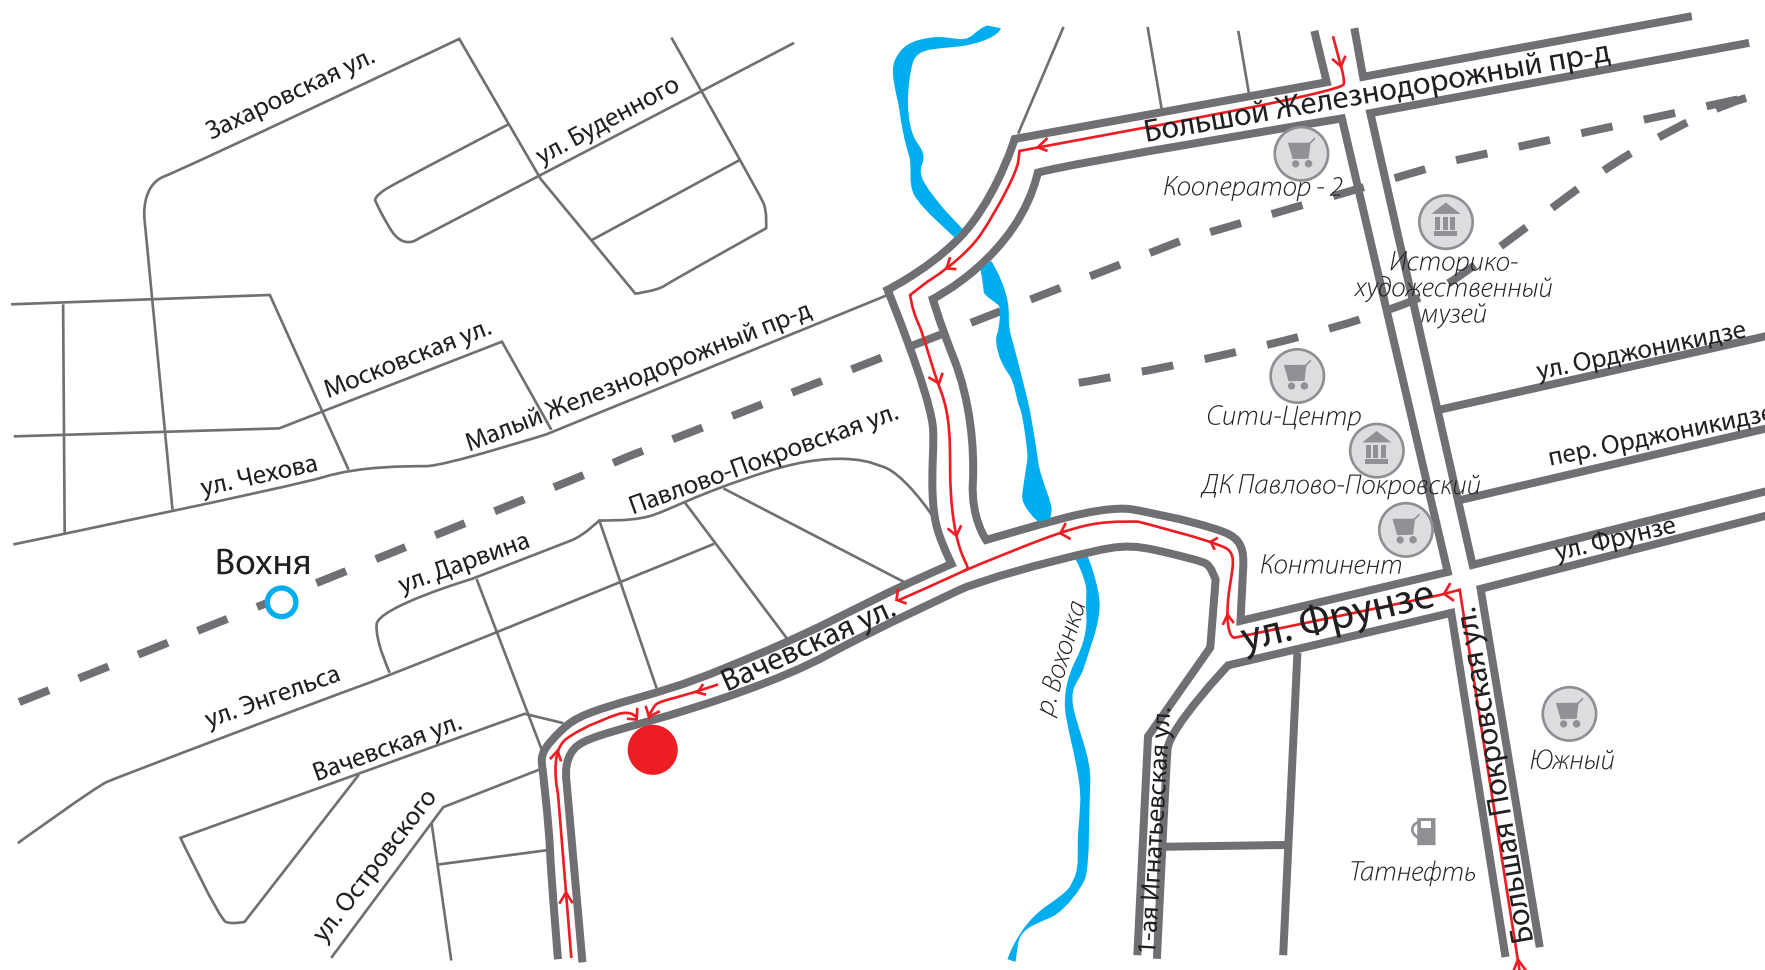 Захаровская ул.
ул. Буденного
Большой Железнодорожный пр-д
Кооператор - 2
Историко-
художественный
музей
Московская ул.
Малый Железнодорожный пр-д
ул. Орджоникидзе
Сити-Центр
Павлово-Покровская ул.
пер. Орджоникидзе
ул. Чехова
ДК Павлово-Покровский
ул. Дарвина
ул. Фрунзе
Континент
Вохня
ул. Фрунзе
Вачевская ул.
р. Вохонка
ул. Энгельса
Вачевская ул.
1-ая Игнатьевская ул.
Большая Покровская ул.
Южный
ул. Островского
Татнефть